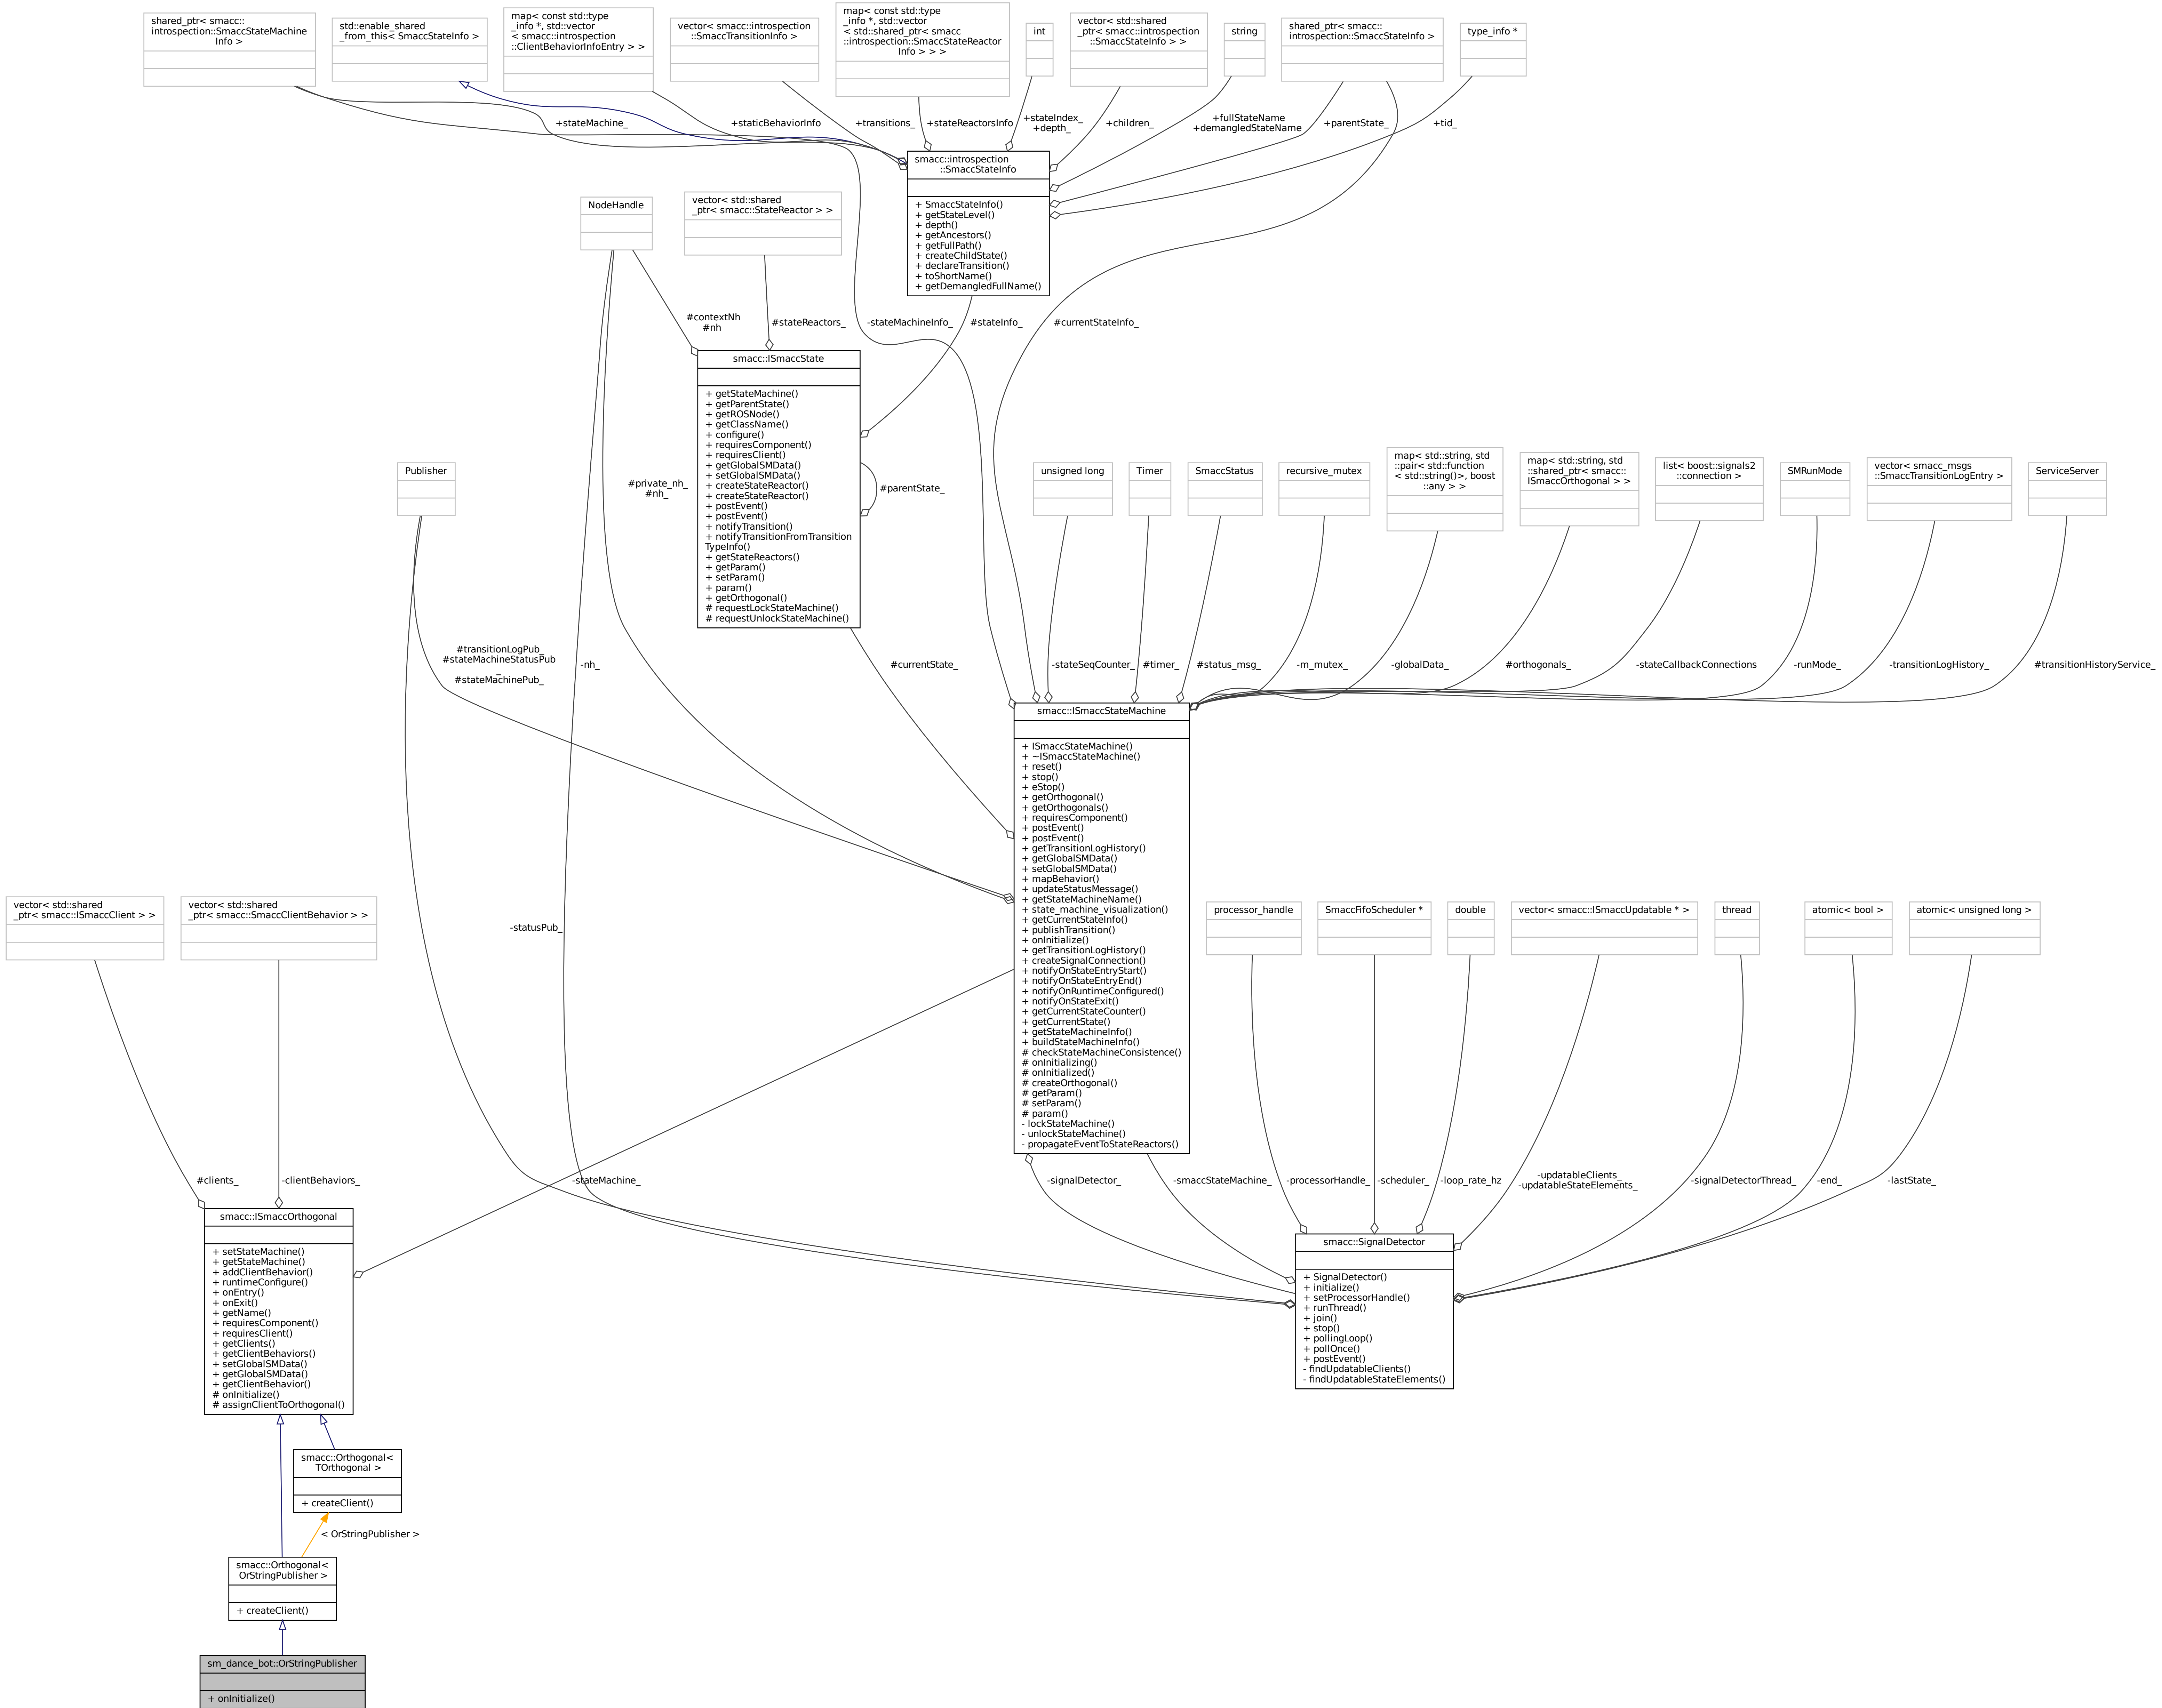 shared_ptr< smacc::
introspection::SmaccStateMachine
Info >
std::enable_shared
_from_this< SmaccStateInfo >
map< const std::type
_info *, std::vector
< smacc::introspection
::ClientBehaviorInfoEntry > >
vector< smacc::introspection
::SmaccTransitionInfo >
map< const std::type
_info *, std::vector
< std::shared_ptr< smacc
::introspection::SmaccStateReactor
Info > > >
int
vector< std::shared
_ptr< smacc::introspection
::SmaccStateInfo > >
string
shared_ptr< smacc::
introspection::SmaccStateInfo >
type_info *
+stateMachine_
+staticBehaviorInfo
+transitions_
+stateReactorsInfo
+stateIndex_
+depth_
+children_
+fullStateName
+demangledStateName
+parentState_
+tid_
smacc::introspection
::SmaccStateInfo
+ SmaccStateInfo()
+ getStateLevel()
+ depth()
+ getAncestors()
+ getFullPath()
+ createChildState()
+ declareTransition()
+ toShortName()
+ getDemangledFullName()
NodeHandle
vector< std::shared
_ptr< smacc::StateReactor > >
#contextNh
#nh
#stateReactors_
-stateMachineInfo_
#stateInfo_
#currentStateInfo_
smacc::ISmaccState
+ getStateMachine()
+ getParentState()
+ getROSNode()
+ getClassName()
+ configure()
+ requiresComponent()
+ requiresClient()
+ getGlobalSMData()
+ setGlobalSMData()
+ createStateReactor()
+ createStateReactor()
+ postEvent()
+ postEvent()
+ notifyTransition()
+ notifyTransitionFromTransition
TypeInfo()
+ getStateReactors()
+ getParam()
+ setParam()
+ param()
+ getOrthogonal()
# requestLockStateMachine()
# requestUnlockStateMachine()
#parentState_
Publisher
#private_nh_
#nh_
unsigned long
Timer
SmaccStatus
recursive_mutex
map< std::string, std
::pair< std::function
< std::string()>, boost
::any > >
map< std::string, std
::shared_ptr< smacc::
ISmaccOrthogonal > >
list< boost::signals2
::connection >
SMRunMode
vector< smacc_msgs
::SmaccTransitionLogEntry >
ServiceServer
#transitionLogPub_
#stateMachineStatusPub
_
#stateMachinePub_
-nh_
#currentState_
-stateSeqCounter_
#timer_
#status_msg_
-m_mutex_
-globalData_
#orthogonals_
-stateCallbackConnections
-runMode_
-transitionLogHistory_
#transitionHistoryService_
smacc::ISmaccStateMachine
+ ISmaccStateMachine()
+ ~ISmaccStateMachine()
+ reset()
+ stop()
+ eStop()
+ getOrthogonal()
+ getOrthogonals()
+ requiresComponent()
+ postEvent()
+ postEvent()
+ getTransitionLogHistory()
+ getGlobalSMData()
+ setGlobalSMData()
+ mapBehavior()
+ updateStatusMessage()
+ getStateMachineName()
+ state_machine_visualization()
+ getCurrentStateInfo()
+ publishTransition()
+ onInitialize()
+ getTransitionLogHistory()
+ createSignalConnection()
+ notifyOnStateEntryStart()
+ notifyOnStateEntryEnd()
+ notifyOnRuntimeConfigured()
+ notifyOnStateExit()
+ getCurrentStateCounter()
+ getCurrentState()
+ getStateMachineInfo()
+ buildStateMachineInfo()
# checkStateMachineConsistence()
# onInitializing()
# onInitialized()
# createOrthogonal()
# getParam()
# setParam()
# param()
- lockStateMachine()
- unlockStateMachine()
- propagateEventToStateReactors()
vector< std::shared
_ptr< smacc::ISmaccClient > >
vector< std::shared
_ptr< smacc::SmaccClientBehavior > >
-statusPub_
processor_handle
SmaccFifoScheduler *
double
vector< smacc::ISmaccUpdatable * >
thread
atomic< bool >
atomic< unsigned long >
#clients_
-clientBehaviors_
-stateMachine_
-signalDetector_
-smaccStateMachine_
-processorHandle_
-scheduler_
-loop_rate_hz
-updatableClients_
-updatableStateElements_
-signalDetectorThread_
-end_
-lastState_
smacc::ISmaccOrthogonal
+ setStateMachine()
+ getStateMachine()
+ addClientBehavior()
+ runtimeConfigure()
+ onEntry()
+ onExit()
+ getName()
+ requiresComponent()
+ requiresClient()
+ getClients()
+ getClientBehaviors()
+ setGlobalSMData()
+ getGlobalSMData()
+ getClientBehavior()
# onInitialize()
# assignClientToOrthogonal()
smacc::SignalDetector
+ SignalDetector()
+ initialize()
+ setProcessorHandle()
+ runThread()
+ join()
+ stop()
+ pollingLoop()
+ pollOnce()
+ postEvent()
- findUpdatableClients()
- findUpdatableStateElements()
smacc::Orthogonal<
TOrthogonal >
+ createClient()
< OrStringPublisher >
smacc::Orthogonal<
OrStringPublisher >
+ createClient()
sm_dance_bot::OrStringPublisher
+ onInitialize()